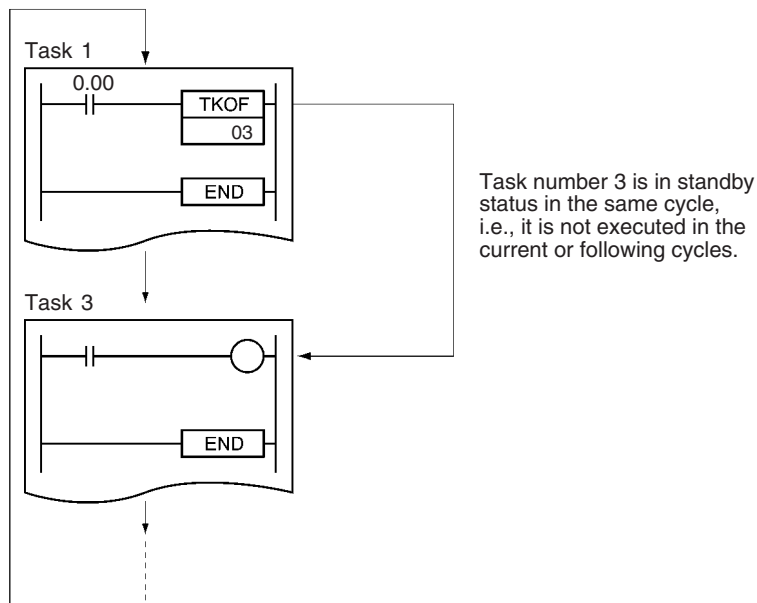 Task 1
0.00
TKOF
03
END
Task number 3 is in standby
status in the same cycle,
i.e., it is not executed in the
current or following cycles.
Task 3
END